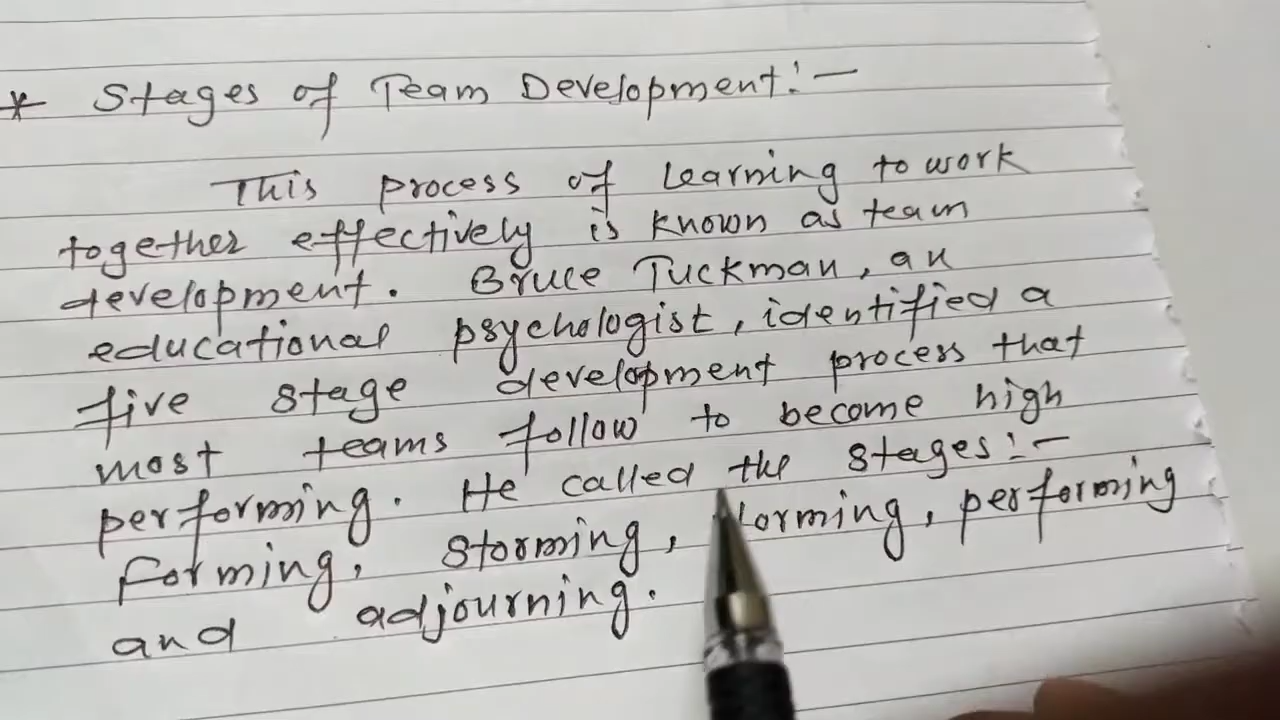 * Stages of Team Development:-
This process of learning to work
together effectively is known as team
development. Bruce Tuckman, an
educational psychologist, identified a
five stage development process that
most teams follow to become high
performing. He called the stages:-
Forming, storming, performing
and adjourning.